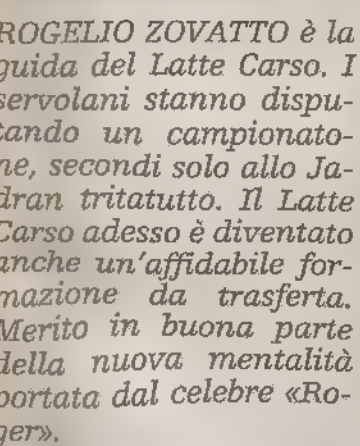 ROGELIO ZOVATTO è la
guida del Latte Carso. I
servolani stanno dispu-
tando un campionato-
ne, secondi solo allo Ja-
dran tritatutto. Il Latte
Carso adesso è diventato
anche un'affidabile for-
mazione da trasferta.
Merito in buona parte
della nuova mentalità
portata dal celebre «Ro-
ger».